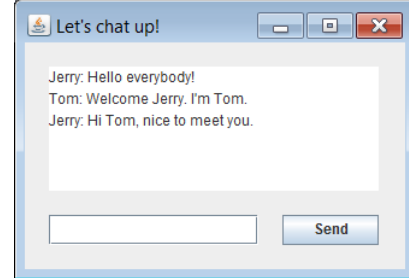 Let's chat up!
Jerry: Hello everybody!
Tom: Welcome Jerry. I'm Tom.
Jerry: Hi Tom, nice to meet you.
Send